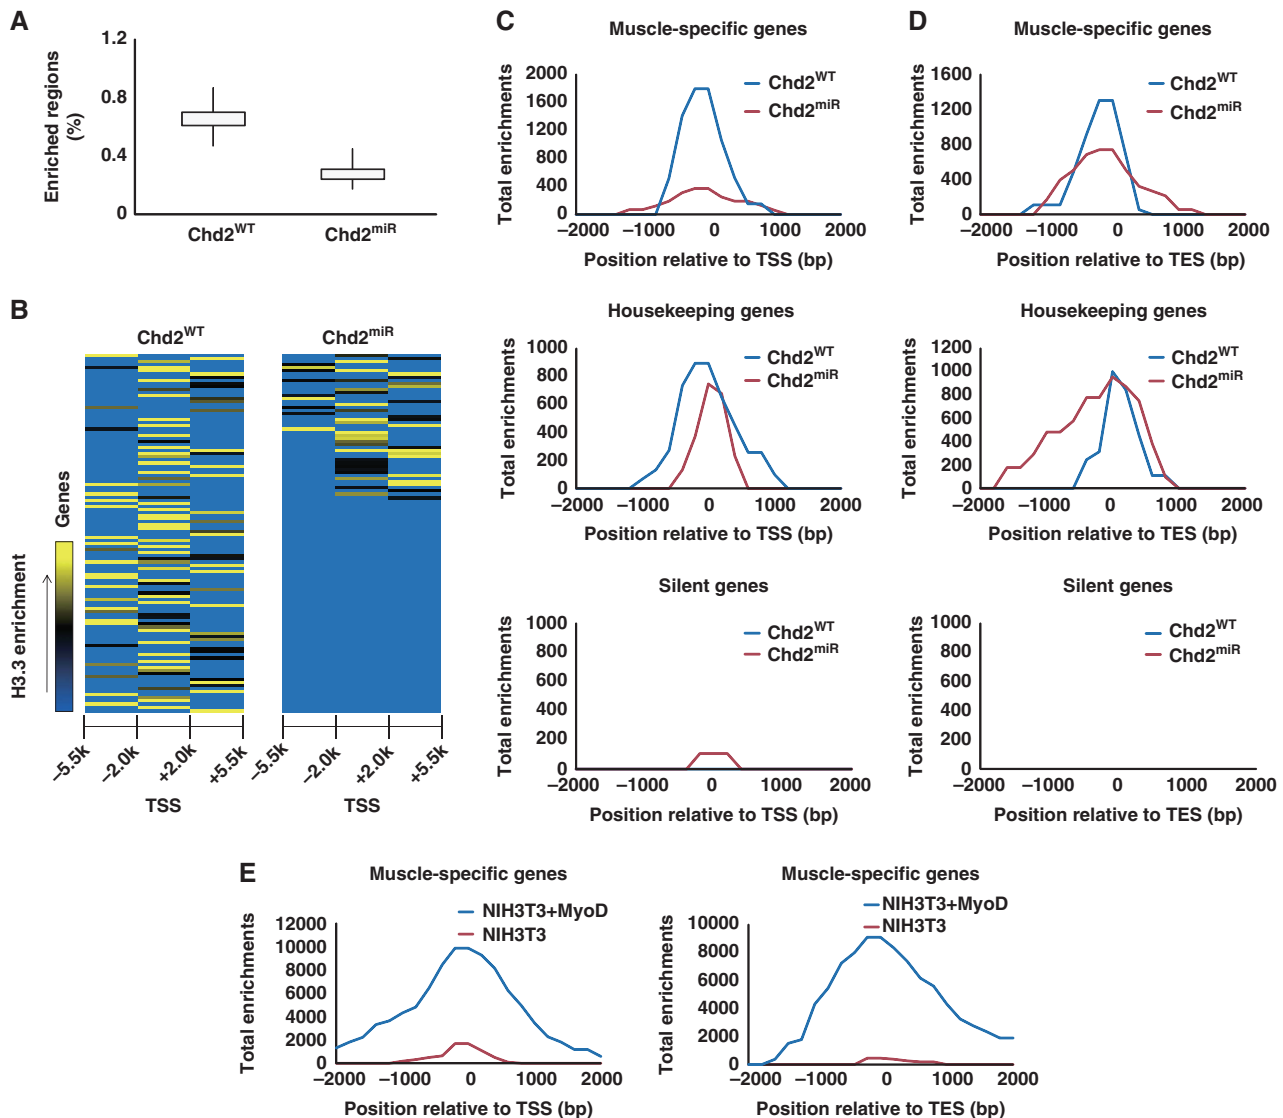 A
1.2
0.8
0.4
0
Enriched regions
(%)
Chd2WT
Chd2miR
B
Chd2WT
Chd2miR
Genes
H3.3 enrichment
−5.5k
−2.0k
+2.0k
+5.5k
TSS
−5.5k
−2.0k
+2.0k
+5.5k
TSS
C
Muscle-specific genes
Total enrichments
2000
1600
1200
800
400
0
Chd2WT
Chd2miR
−2000 −1000 0 1000 2000
Position relative to TSS (bp)
Housekeeping genes
Total enrichments
1000
800
600
400
200
0
Chd2WT
Chd2miR
−2000 −1000 0 1000 2000
Position relative to TSS (bp)
Silent genes
Total enrichments
1000
800
600
400
200
0
Chd2WT
Chd2miR
−2000 −1000 0 1000 2000
Position relative to TSS (bp)
D
Muscle-specific genes
Total enrichments
1600
1200
800
400
0
Chd2WT
Chd2miR
−2000 −1000 0 1000 2000
Position relative to TES (bp)
Housekeeping genes
Total enrichments
1200
1000
800
600
400
200
0
Chd2WT
Chd2miR
−2000 −1000 0 1000 2000
Position relative to TES (bp)
Silent genes
Total enrichments
1000
800
600
400
200
0
Chd2WT
Chd2miR
−2000 −1000 0 1000 2000
Position relative to TES (bp)
E
Muscle-specific genes
Total enrichments
12000
10000
8000
6000
4000
2000
0
NIH3T3+MyoD
NIH3T3
−2000 −1000 0 1000 2000
Position relative to TSS (bp)
Muscle-specific genes
Total enrichments
10000
8000
6000
4000
2000
0
NIH3T3+MyoD
NIH3T3
−2000 −1000 0 1000 2000
Position relative to TES (bp)